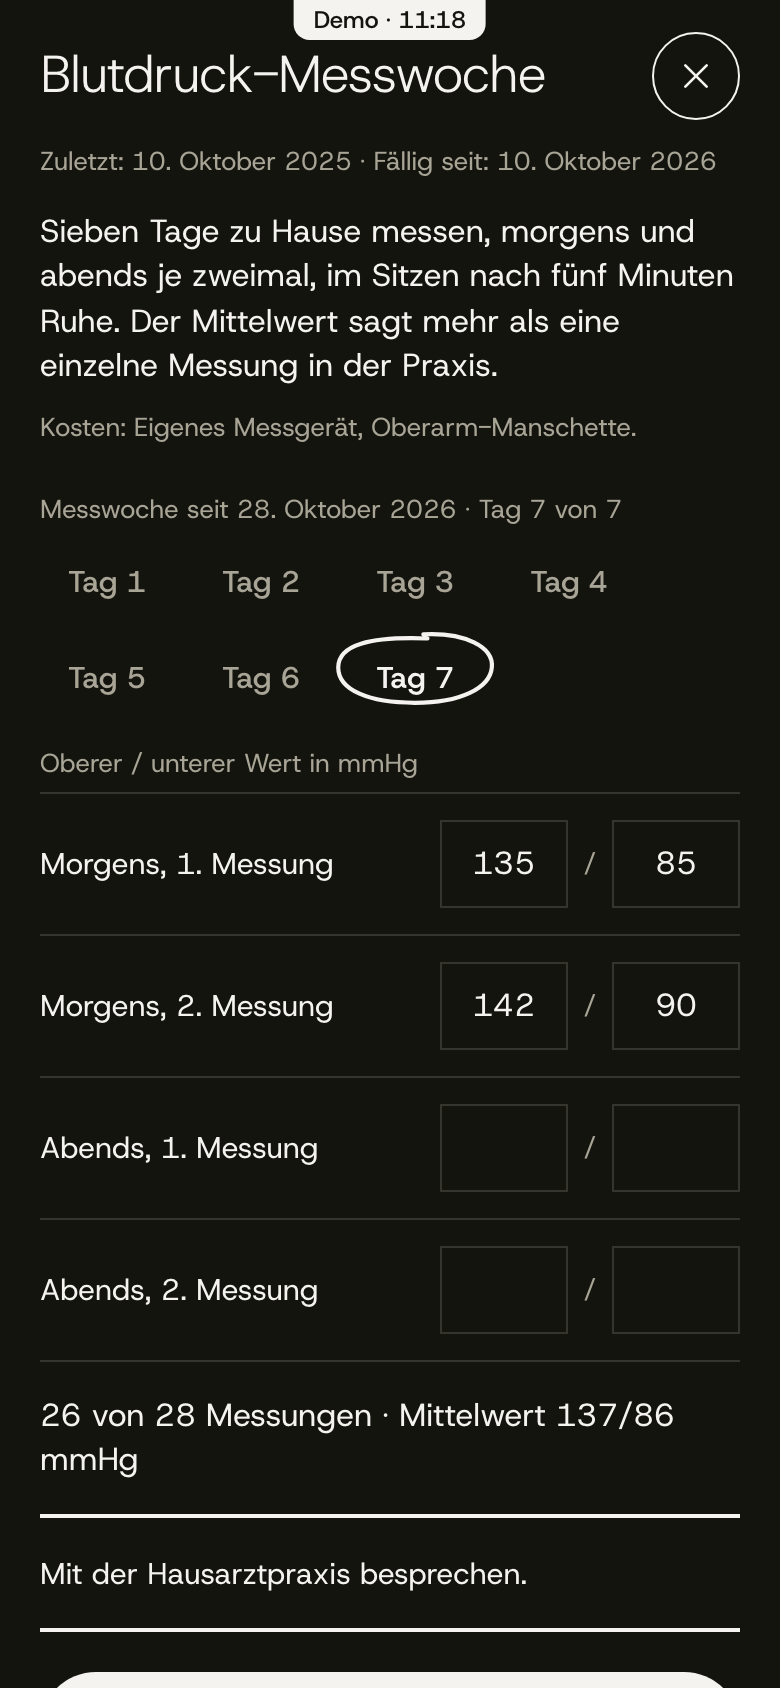 Demo · 11:18
Blutdruck-Messwoche
Zuletzt: 10. Oktober 2025 · Fällig seit: 10. Oktober 2026
Sieben Tage zu Hause messen, morgens und
abends je zweimal, im Sitzen nach fünf Minuten
Ruhe. Der Mittelwert sagt mehr als eine
einzelne Messung in der Praxis.
Kosten: Eigenes Messgerät, Oberarm-Manschette.
Messwoche seit 28. Oktober 2026 · Tag 7 von 7
Tag 1 Tag 2 Tag 3 Tag 4
Tag 5 Tag 6 Tag 7
Oberer / unterer Wert in mmHg
Morgens, 1. Messung 135 / 85
Morgens, 2. Messung 142 / 90
Abends, 1. Messung /
Abends, 2. Messung /
26 von 28 Messungen · Mittelwert 137/86
mmHg
Mit der Hausarztpraxis besprechen.